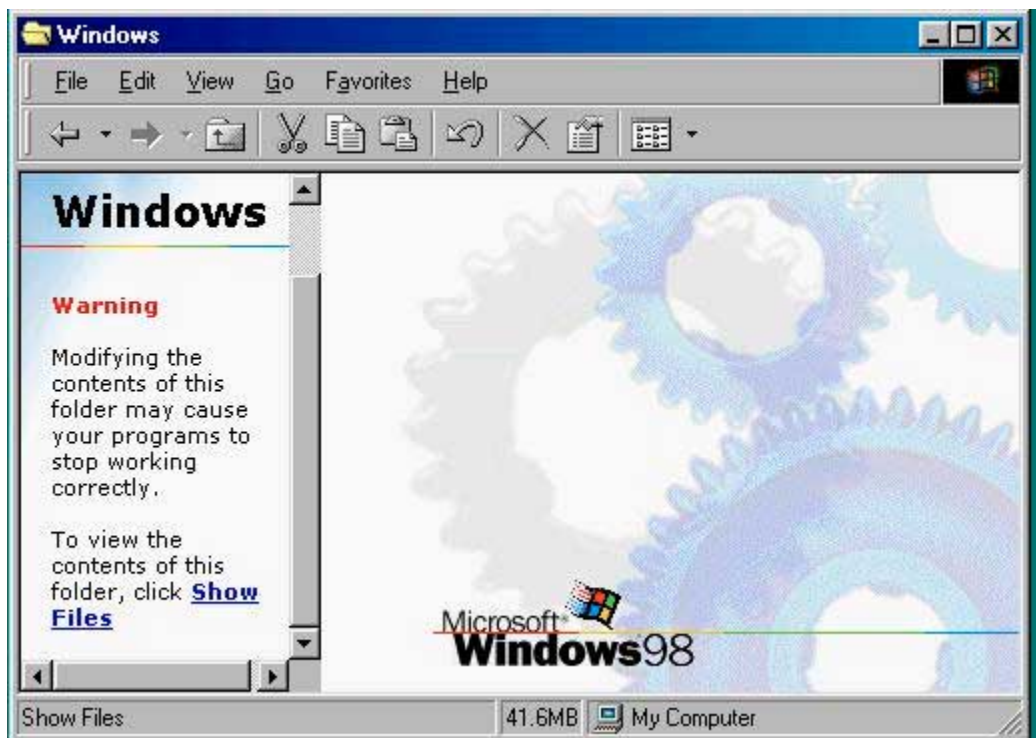 Windows
File Edit View Go Favorites Help
Windows
Warning
Modifying the
contents of this
folder may cause
your programs to
stop working
correctly.
To view the
contents of this
folder, click Show
Files
Microsoft
Windows98
Show Files 41.6MB My Computer